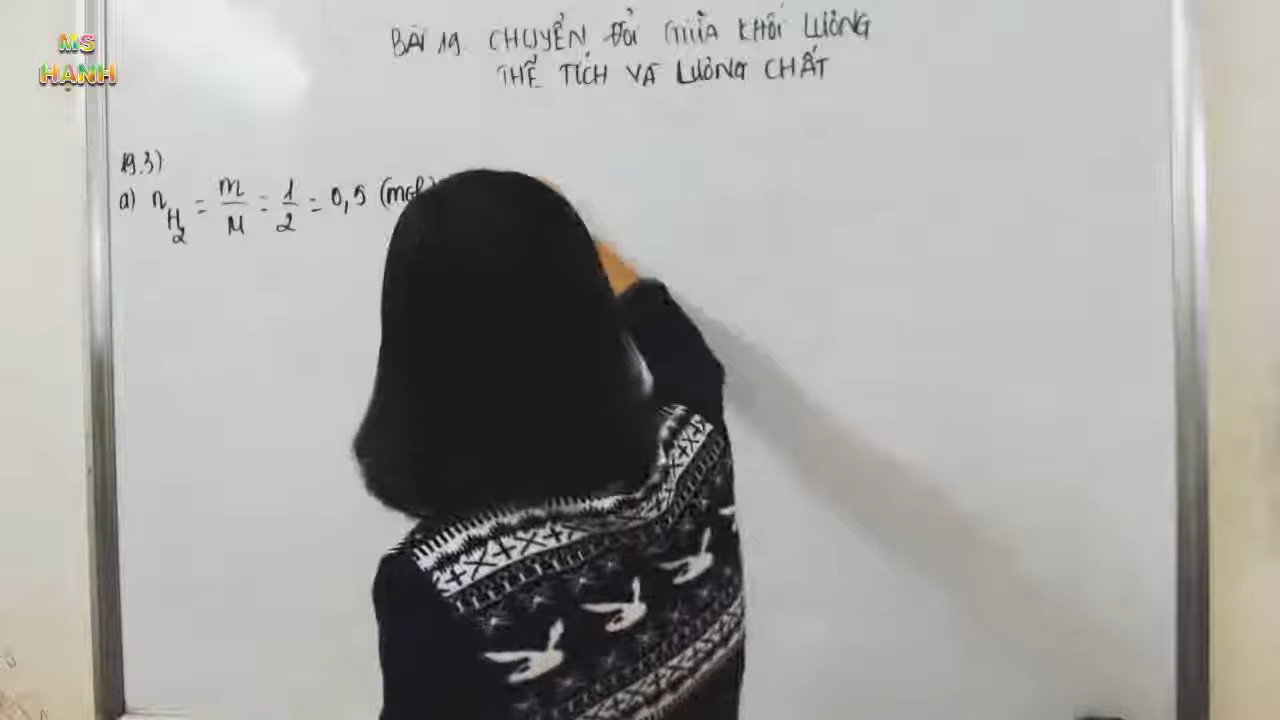 MS
HẠNH
BÀI 19. CHUYỂN ĐỔI GIỮA KHỐI LƯỢNG
THỂ TÍCH VÀ LƯỢNG CHẤT
19.3)
a) n H₂ = m/M = 1/2 = 0,5 (mol)